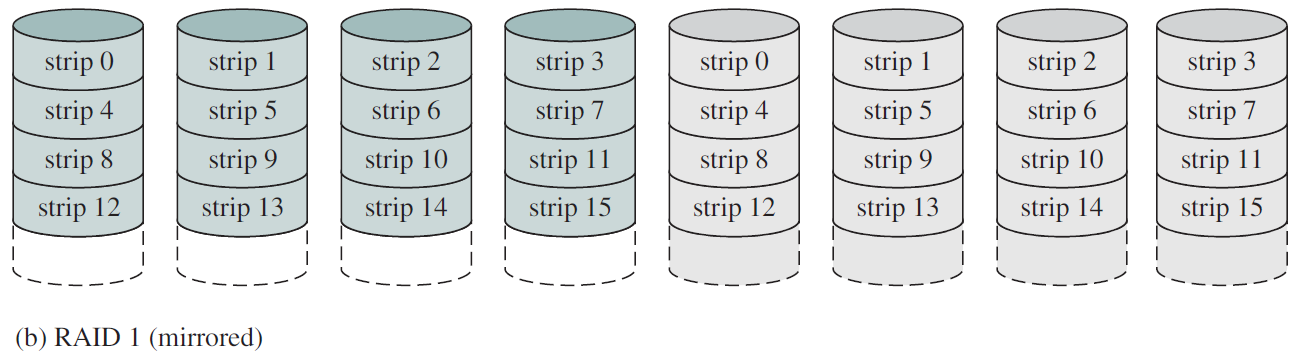 strip 0 strip 1 strip 2 strip 3 strip 0 strip 1 strip 2 strip 3
strip 4 strip 5 strip 6 strip 7 strip 4 strip 5 strip 6 strip 7
strip 8 strip 9 strip 10 strip 11 strip 8 strip 9 strip 10 strip 11
strip 12 strip 13 strip 14 strip 15 strip 12 strip 13 strip 14 strip 15
(b) RAID 1 (mirrored)